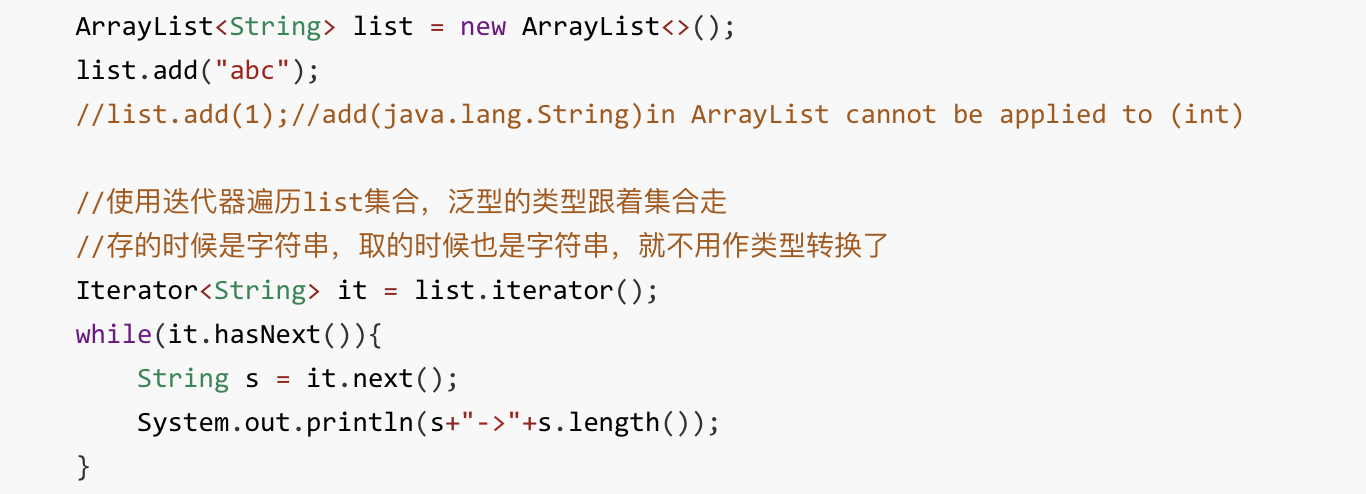 ArrayList<String> list = new ArrayList<>();
list.add("abc");
//list.add(1);//add(java.lang.String)in ArrayList cannot be applied to (int)
//使用迭代器遍历list集合，泛型的类型跟着集合走
//存的时候是字符串，取的时候也是字符串，就不用作类型转换了
Iterator<String> it = list.iterator();
while(it.hasNext()){
    String s = it.next();
    System.out.println(s+"->"+s.length());
}